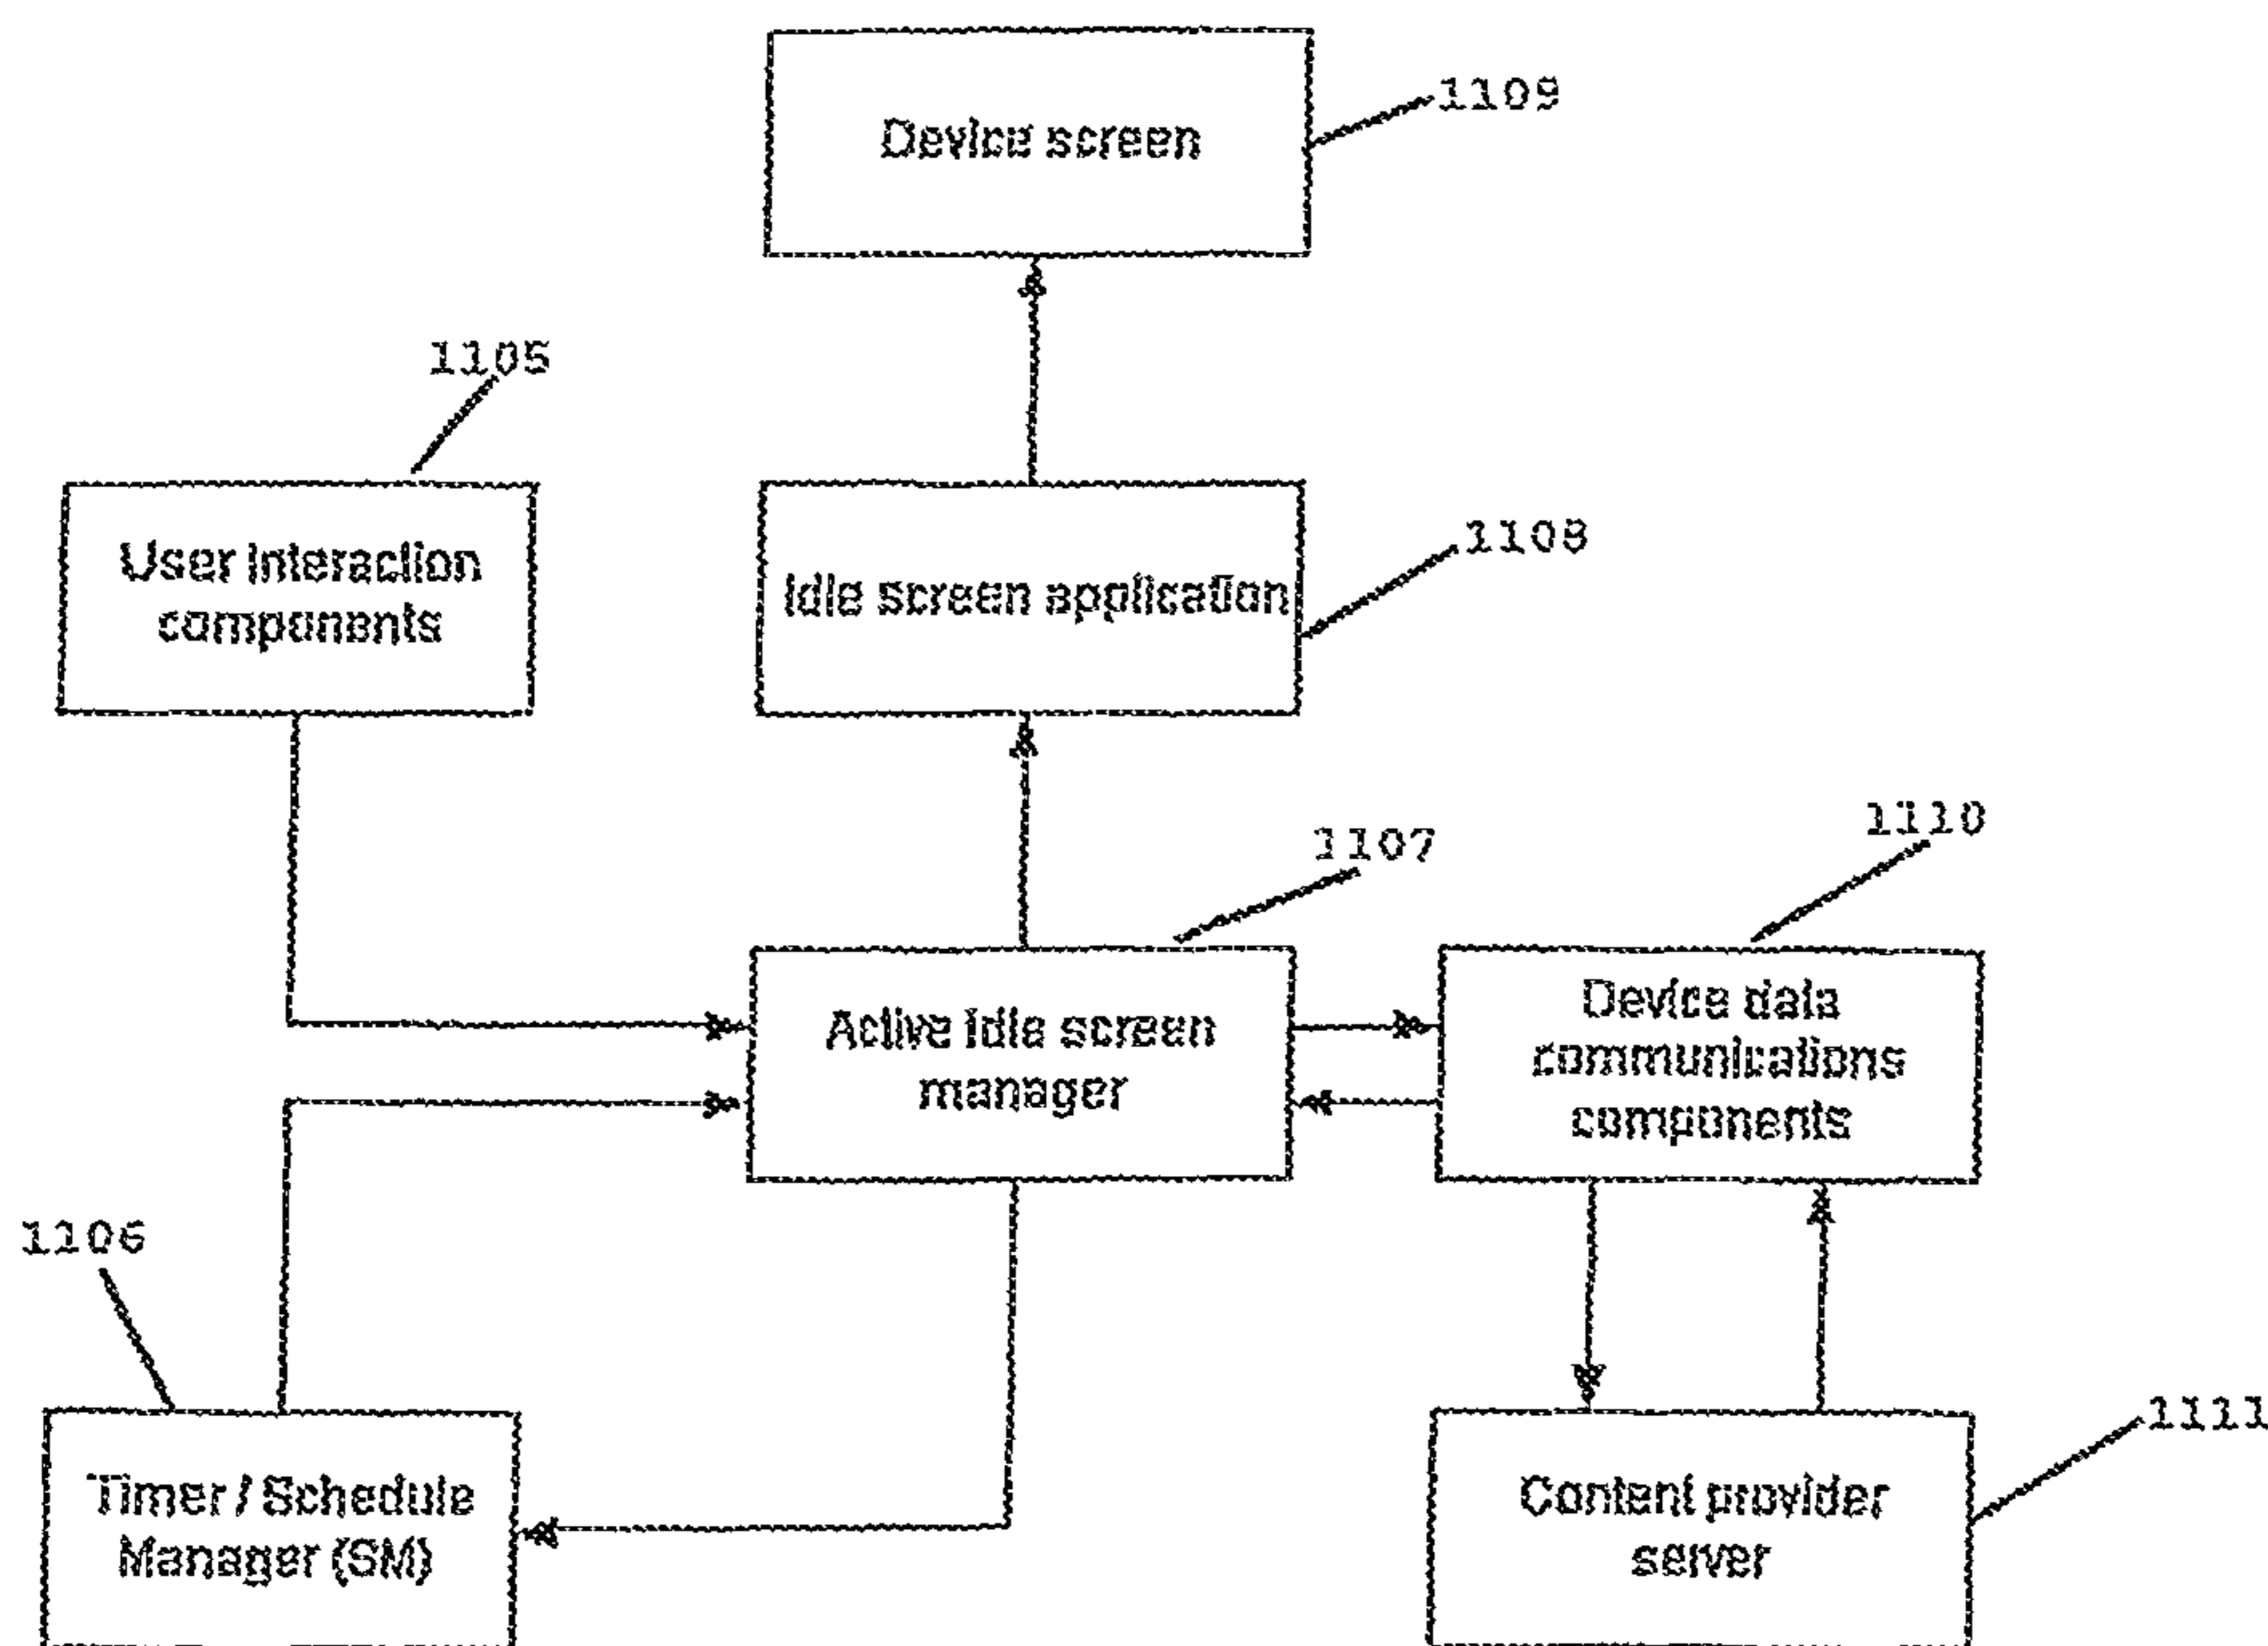 1109
Device screen
1105
1108
User interaction
components
Idle screen application
1107
1110
Active idle screen
manager
Device data
communications
components
1106
1111
Timer / Schedule
Manager (SM)
Content provider
server